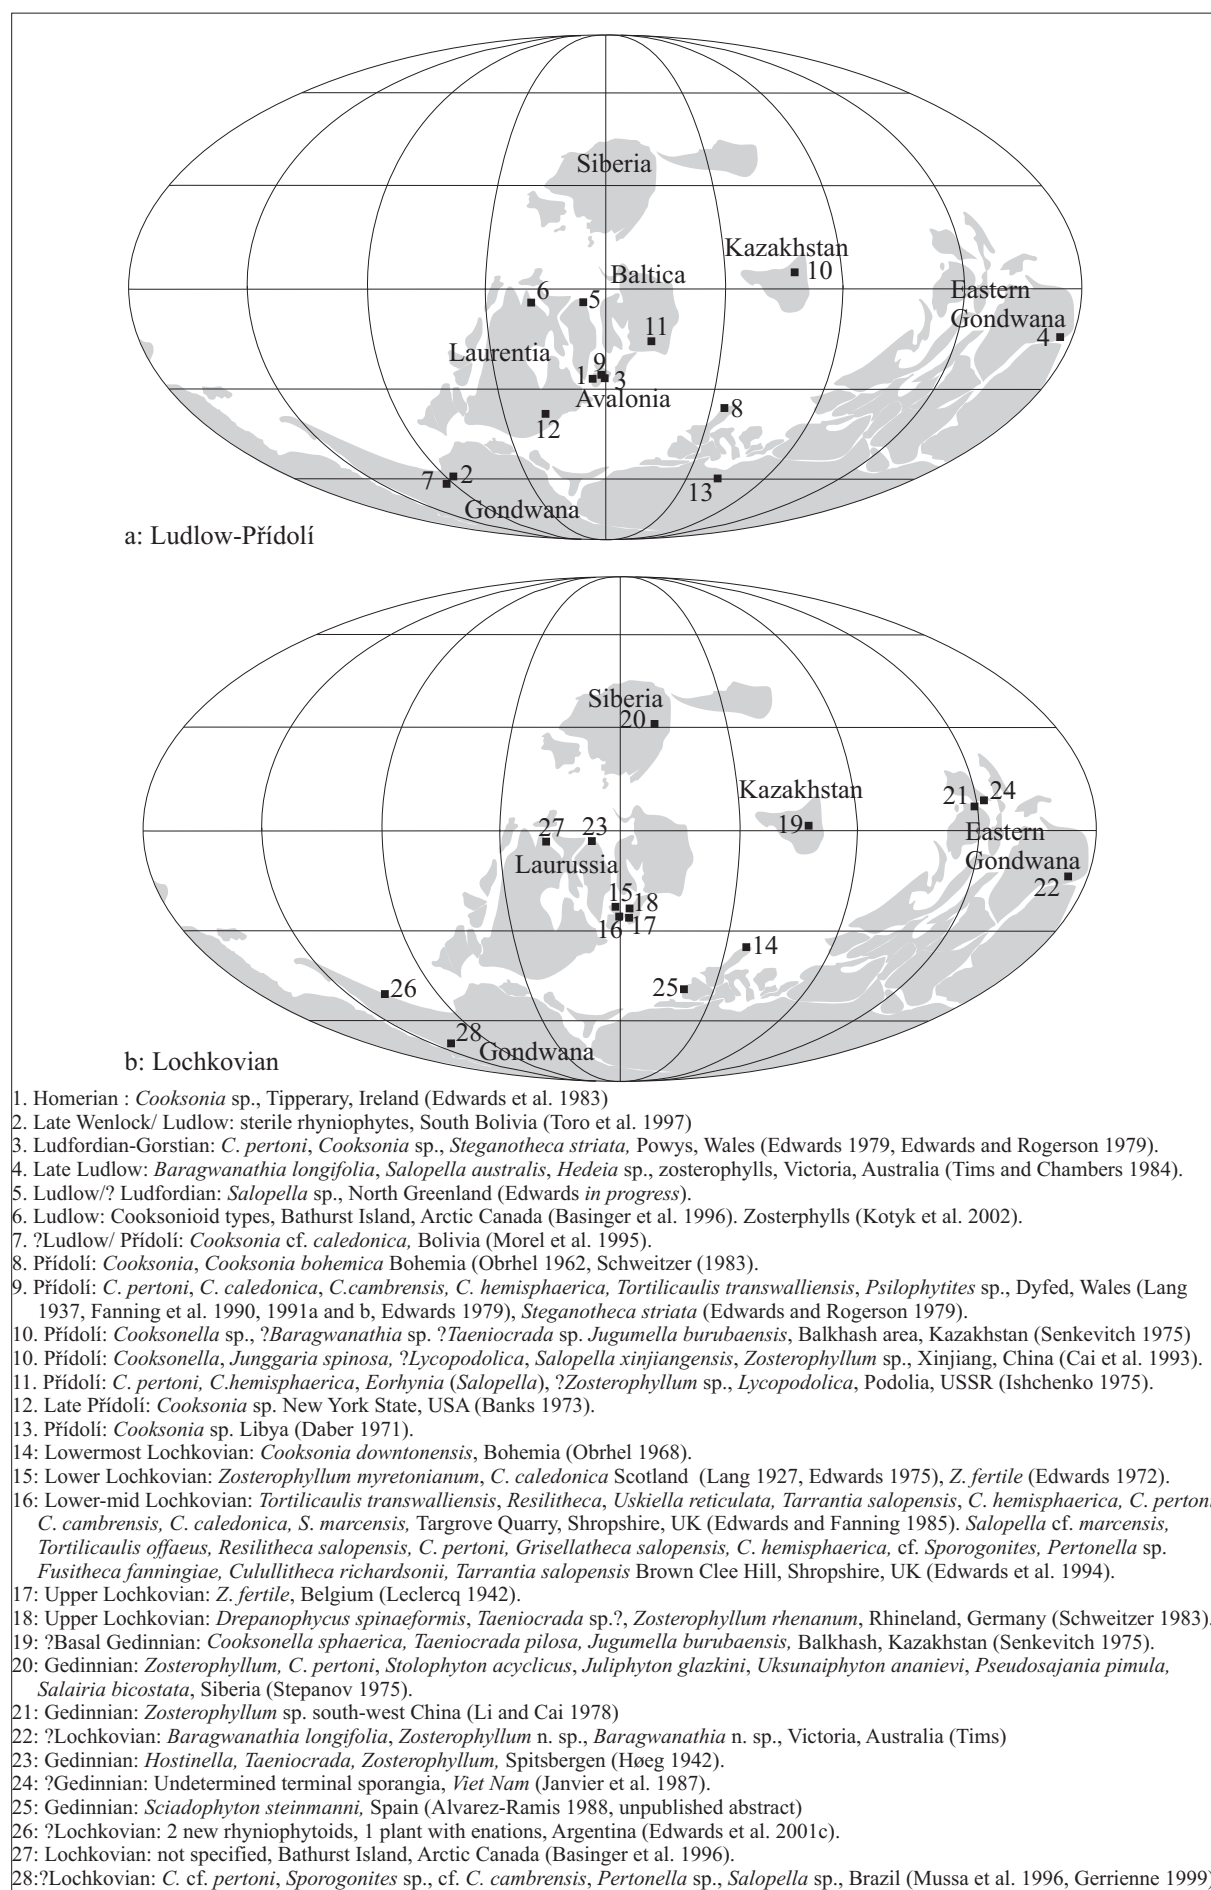 Siberia
Kazakhstan
10
Baltica
6
5
Eastern
Gondwana
11
4
Laurentia
9
1
3
Avalonia
8
12
2
7
13
Gondwana
a: Ludlow-Přídolí
Siberia
20
Kazakhstan
21
24
19
27
23
Eastern
Gondwana
Laurussia
22
15
18
16
17
14
25
26
28
Gondwana
b: Lochkovian
1. Homerian : Cooksonia sp., Tipperary, Ireland (Edwards et al. 1983)
2. Late Wenlock/ Ludlow: sterile rhyniophytes, South Bolivia (Toro et al. 1997)
3. Ludfordian-Gorstian: C. pertoni, Cooksonia sp., Steganotheca striata, Powys, Wales (Edwards 1979, Edwards and Rogerson 1979).
4. Late Ludlow: Baragwanathia longifolia, Salopella australis, Hedeia sp., zosterophylls, Victoria, Australia (Tims and Chambers 1984).
5. Ludlow/? Ludfordian: Salopella sp., North Greenland (Edwards in progress).
6. Ludlow: Cooksonioid types, Bathurst Island, Arctic Canada (Basinger et al. 1996). Zosterphylls (Kotyk et al. 2002).
7. ?Ludlow/ Přídolí: Cooksonia cf. caledonica, Bolivia (Morel et al. 1995).
8. Přídolí: Cooksonia, Cooksonia bohemica Bohemia (Obrhel 1962, Schweitzer (1983).
9. Přídolí: C. pertoni, C. caledonica, C.cambrensis, C. hemisphaerica, Tortilicaulis transwalliensis, Psilophytites sp., Dyfed, Wales (Lang
1937, Fanning et al. 1990, 1991a and b, Edwards 1979), Steganotheca striata (Edwards and Rogerson 1979).
10. Přídolí: Cooksonella sp., ?Baragwanathia sp. ?Taeniocrada sp. Jugumella burubaensis, Balkhash area, Kazakhstan (Senkevitch 1975)
10. Přídolí: Cooksonella, Junggaria spinosa, ?Lycopodolica, Salopella xinjiangensis, Zosterophyllum sp., Xinjiang, China (Cai et al. 1993).
11. Přídolí: C. pertoni, C.hemisphaerica, Eorhynia (Salopella), ?Zosterophyllum sp., Lycopodolica, Podolia, USSR (Ishchenko 1975).
12. Late Přídolí: Cooksonia sp. New York State, USA (Banks 1973).
13. Přídolí: Cooksonia sp. Libya (Daber 1971).
14: Lowermost Lochkovian: Cooksonia downtonensis, Bohemia (Obrhel 1968).
15: Lower Lochkovian: Zosterophyllum myretonianum, C. caledonica Scotland (Lang 1927, Edwards 1975), Z. fertile (Edwards 1972).
16: Lower-mid Lochkovian: Tortilicaulis transwalliensis, Resilitheca, Uskiella reticulata, Tarrantia salopensis, C. hemisphaerica, C. pertoni
C. cambrensis, C. caledonica, S. marcensis, Targrove Quarry, Shropshire, UK (Edwards and Fanning 1985). Salopella cf. marcensis,
Tortilicaulis offaeus, Resilitheca salopensis, C. pertoni, Grisellatheca salopensis, C. hemisphaerica, cf. Sporogonites, Pertonella sp.
Fusitheca fanningiae, Culullitheca richardsonii, Tarrantia salopensis Brown Clee Hill, Shropshire, UK (Edwards et al. 1994).
17: Upper Lochkovian: Z. fertile, Belgium (Leclercq 1942).
18: Upper Lochkovian: Drepanophycus spinaeformis, Taeniocrada sp.?, Zosterophyllum rhenanum, Rhineland, Germany (Schweitzer 1983).
19: ?Basal Gedinnian: Cooksonella sphaerica, Taeniocrada pilosa, Jugumella burubaensis, Balkhash, Kazakhstan (Senkevitch 1975).
20: Gedinnian: Zosterophyllum, C. pertoni, Stolophyton acyclicus, Juliphyton glazkini, Uksunaiphyton ananievi, Pseudosajania pimula,
Salairia bicostata, Siberia (Stepanov 1975).
21: Gedinnian: Zosterophyllum sp. south-west China (Li and Cai 1978)
22: ?Lochkovian: Baragwanathia longifolia, Zosterophyllum n. sp., Baragwanathia n. sp., Victoria, Australia (Tims)
23: Gedinnian: Hostinella, Taeniocrada, Zosterophyllum, Spitsbergen (Høeg 1942).
24: ?Gedinnian: Undetermined terminal sporangia, Viet Nam (Janvier et al. 1987).
25: Gedinnian: Sciadophyton steinmanni, Spain (Alvarez-Ramis 1988, unpublished abstract)
26: ?Lochkovian: 2 new rhyniophytoids, 1 plant with enations, Argentina (Edwards et al. 2001c).
27: Lochkovian: not specified, Bathurst Island, Arctic Canada (Basinger et al. 1996).
28:?Lochkovian: C. cf. pertoni, Sporogonites sp., cf. C. cambrensis, Pertonella sp., Salopella sp., Brazil (Mussa et al. 1996, Gerrienne 1999)